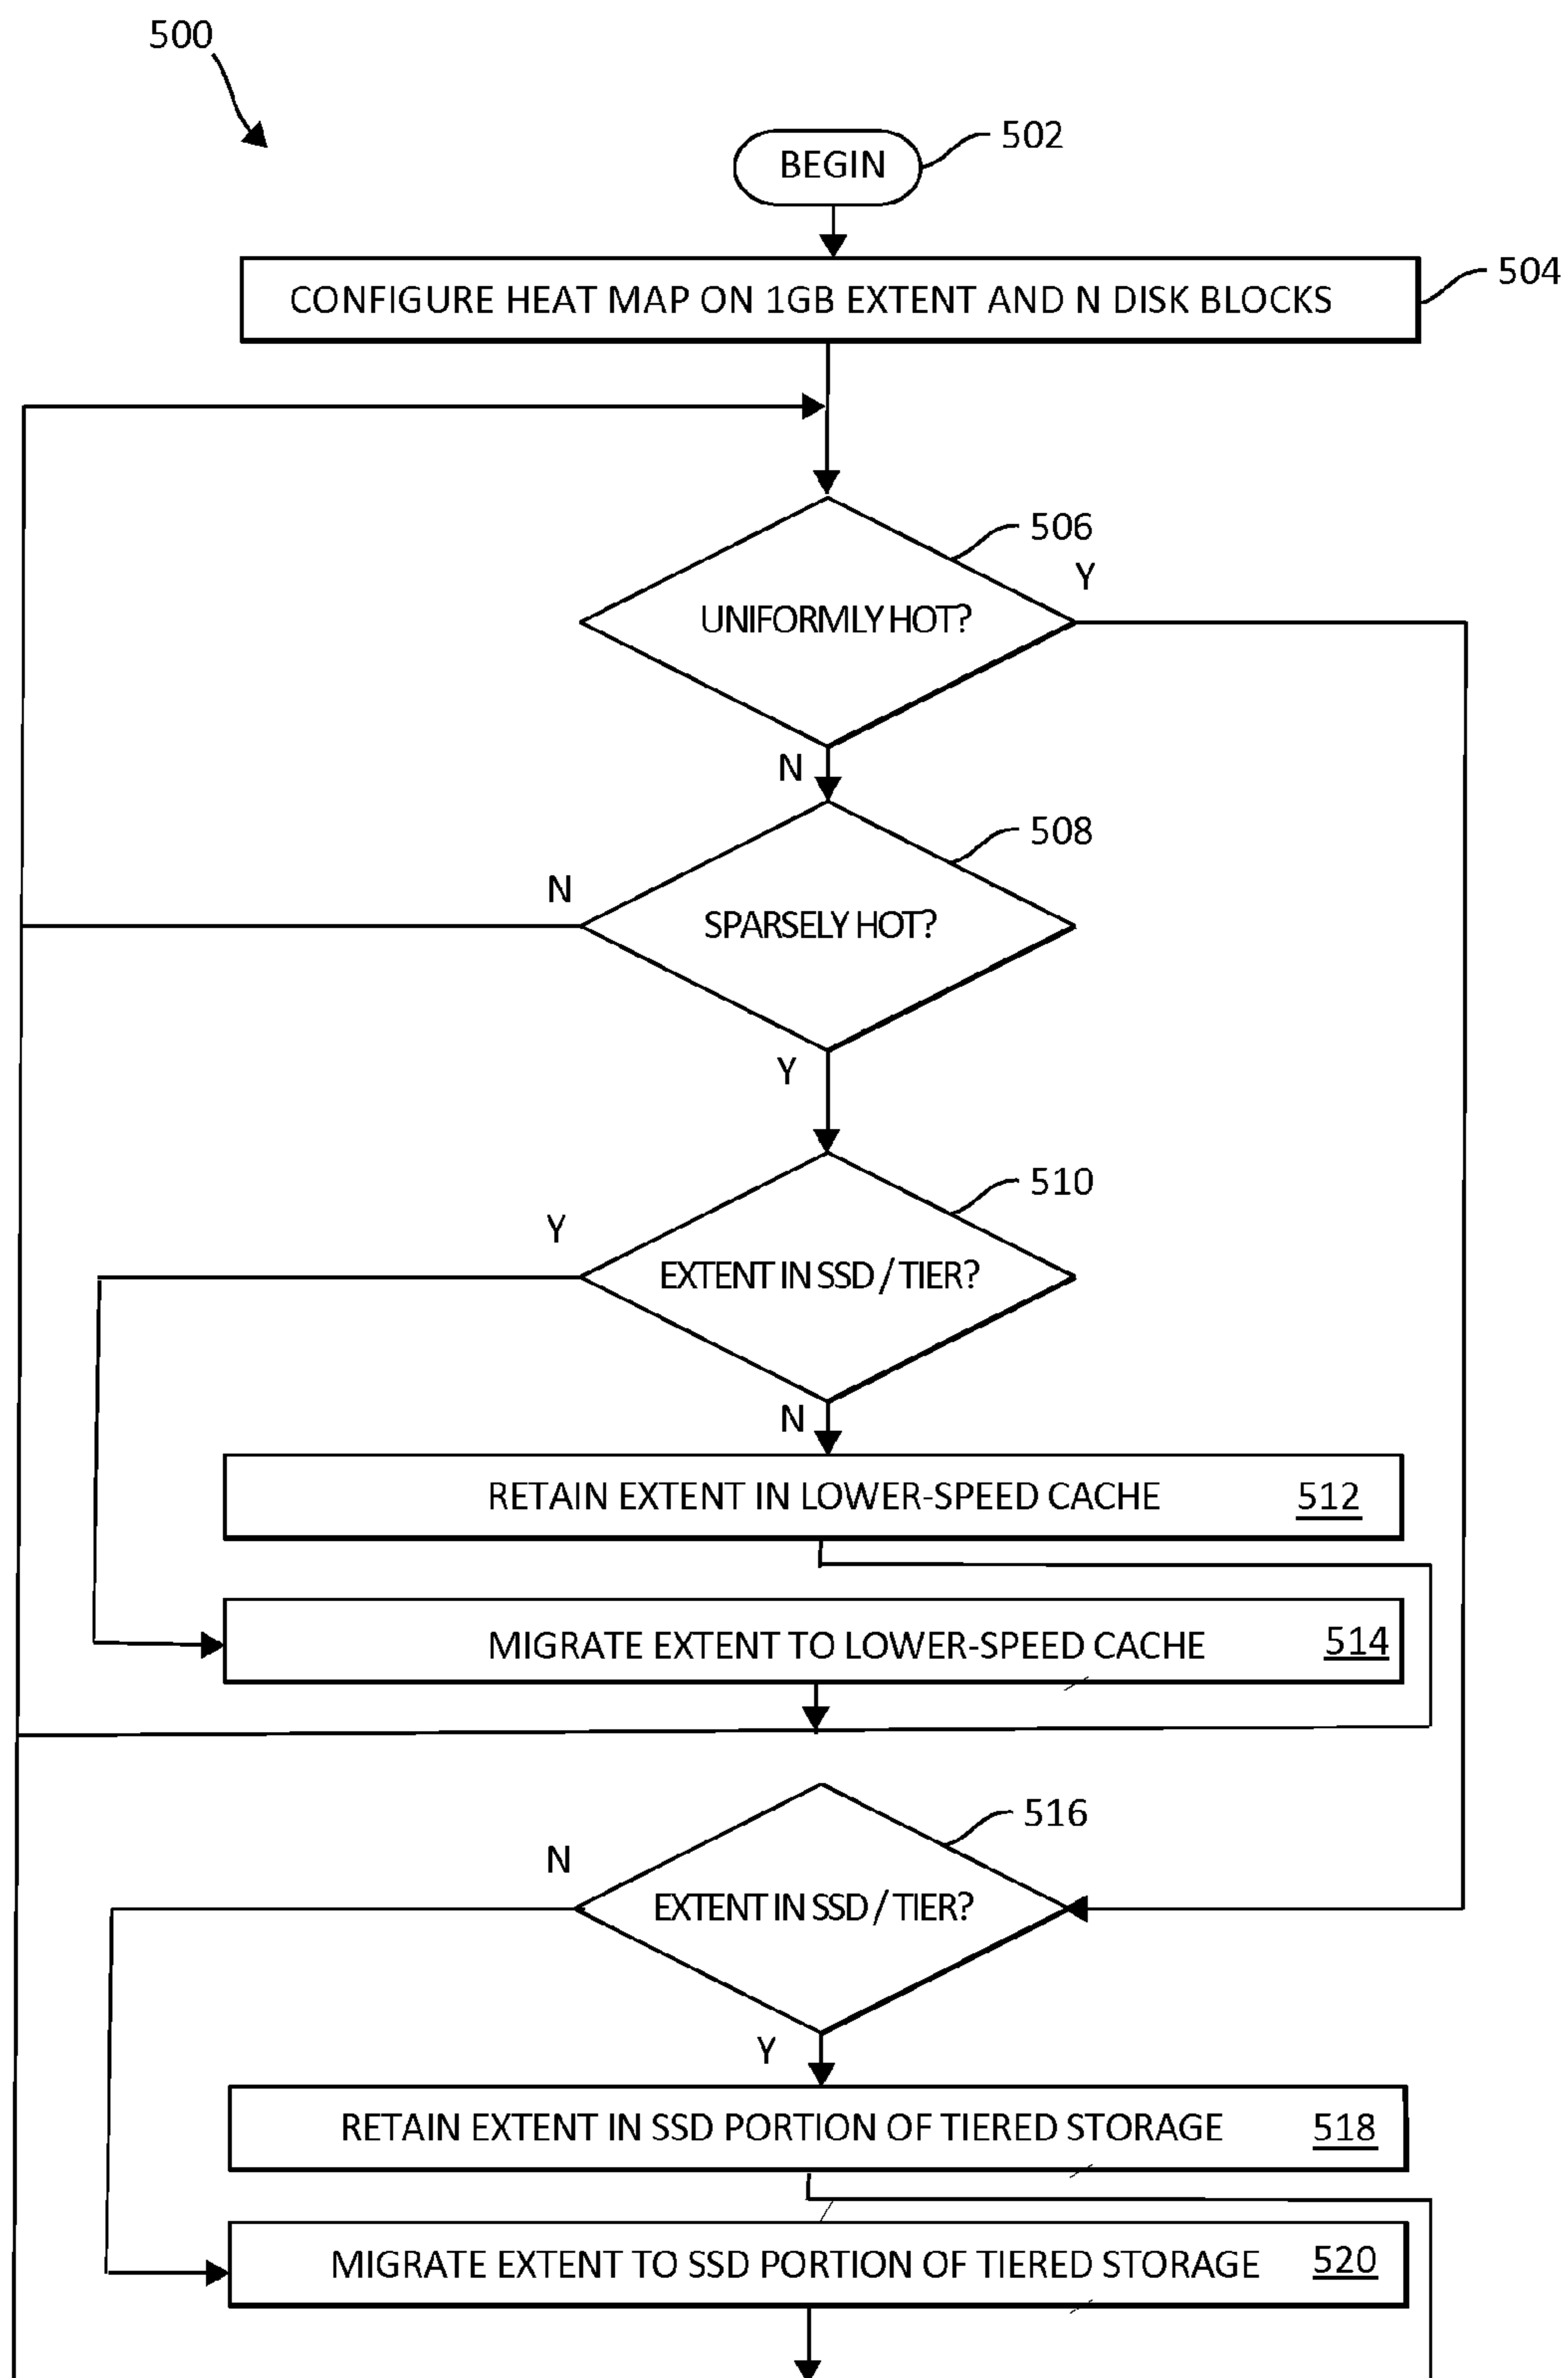 500
BEGIN
502
CONFIGURE HEAT MAP ON 1GB EXTENT AND N DISK BLOCKS
504
506
Y
UNIFORMLY HOT?
N
508
N
SPARSELY HOT?
Y
510
Y
EXTENT IN SSD / TIER?
N
RETAIN EXTENT IN LOWER-SPEED CACHE 512
MIGRATE EXTENT TO LOWER-SPEED CACHE 514
516
N
EXTENT IN SSD / TIER?
Y
RETAIN EXTENT IN SSD PORTION OF TIERED STORAGE 518
MIGRATE EXTENT TO SSD PORTION OF TIERED STORAGE 520